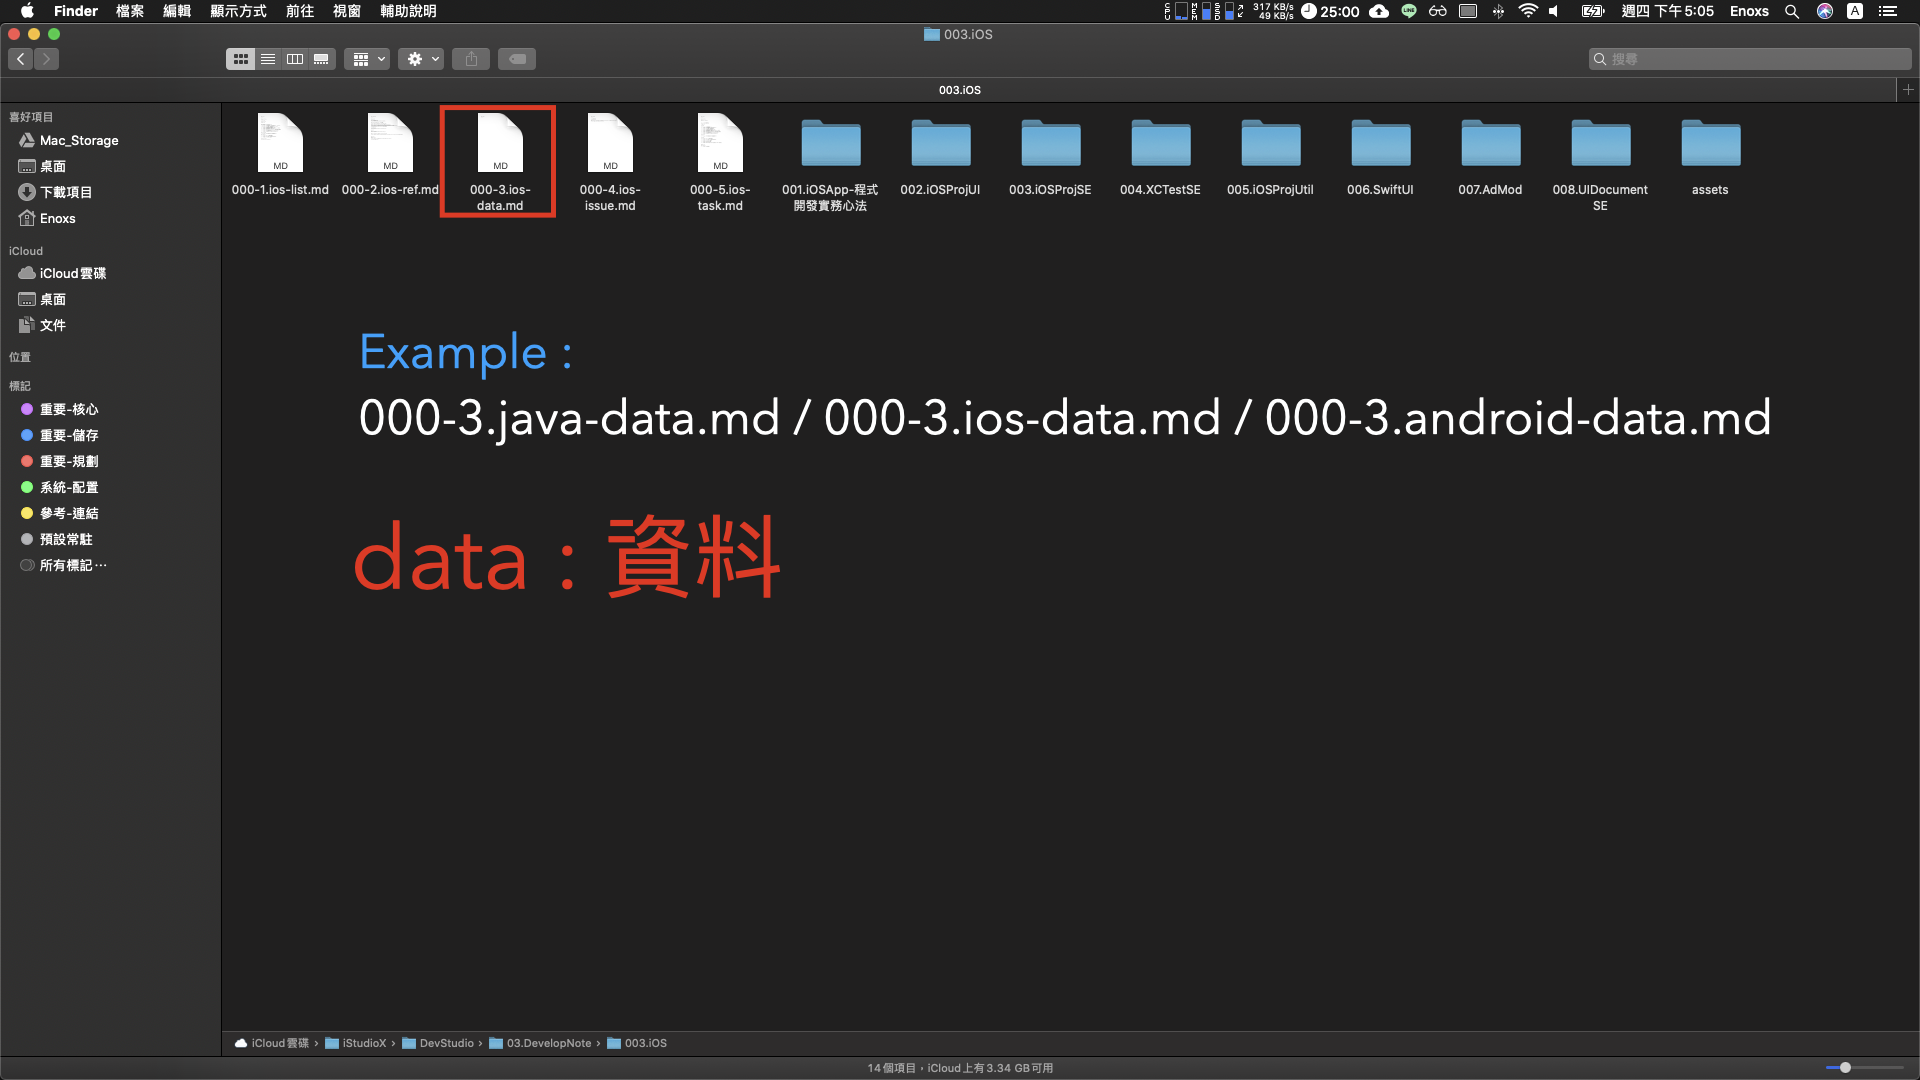 Finder 檔案 編輯 顯示方式 前往 視窗 輔助說明 CPU MEM SSD 317 KB/s 49 KB/s 25:00 LINE 週四 下午5:05 Enoxs A
003.iOS
搜尋
003.iOS
喜好項目
Mac_Storage
桌面
下載項目
Enoxs
iCloud
iCloud雲碟
桌面
文件
位置
標記
重要-核心
重要-儲存
重要-規劃
系統-配置
參考-連結
預設常駐
所有標記⋯
MD MD MD MD MD
000-1.ios-list.md
000-2.ios-ref.md
000-3.ios-
data.md
000-4.ios-
issue.md
000-5.ios-
task.md
001.iOSApp-程式
開發實務心法
002.iOSProjUI
003.iOSProjSE
004.XCTestSE
005.iOSProjUtil
006.SwiftUI
007.AdMod
008.UIDocument
SE
assets
Example :
000-3.java-data.md / 000-3.ios-data.md / 000-3.android-data.md
data : 資料
iCloud雲碟 › iStudioX › DevStudio › 03.DevelopNote › 003.iOS
14個項目，iCloud上有3.34 GB可用